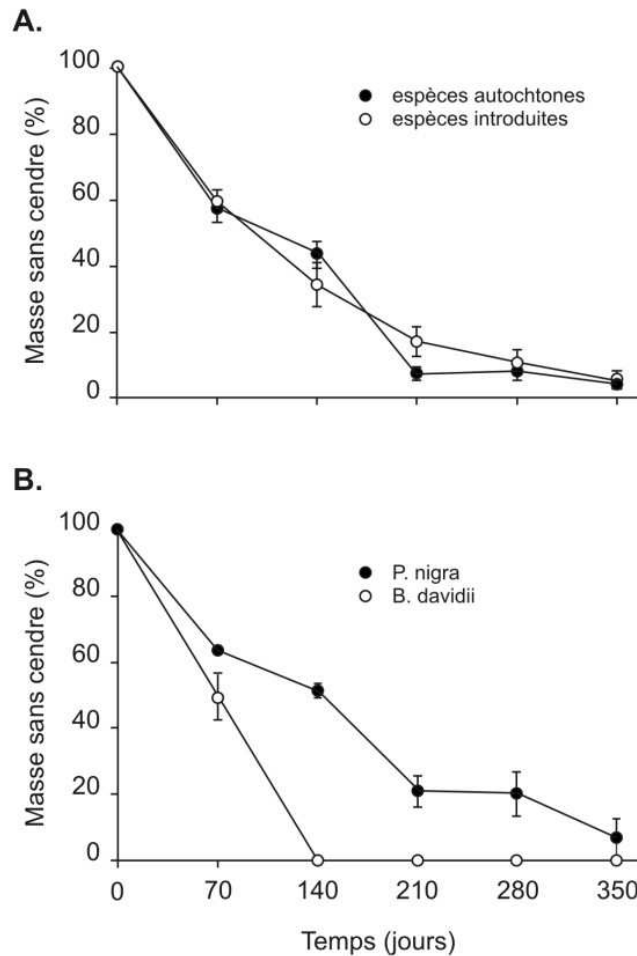 A.
Masse sans cendre (%)
100
80
60
40
20
0
espèces autochtones
espèces introduites
B.
Masse sans cendre (%)
100
80
60
40
20
0
P. nigra
B. davidii
0 70 140 210 280 350
Temps (jours)